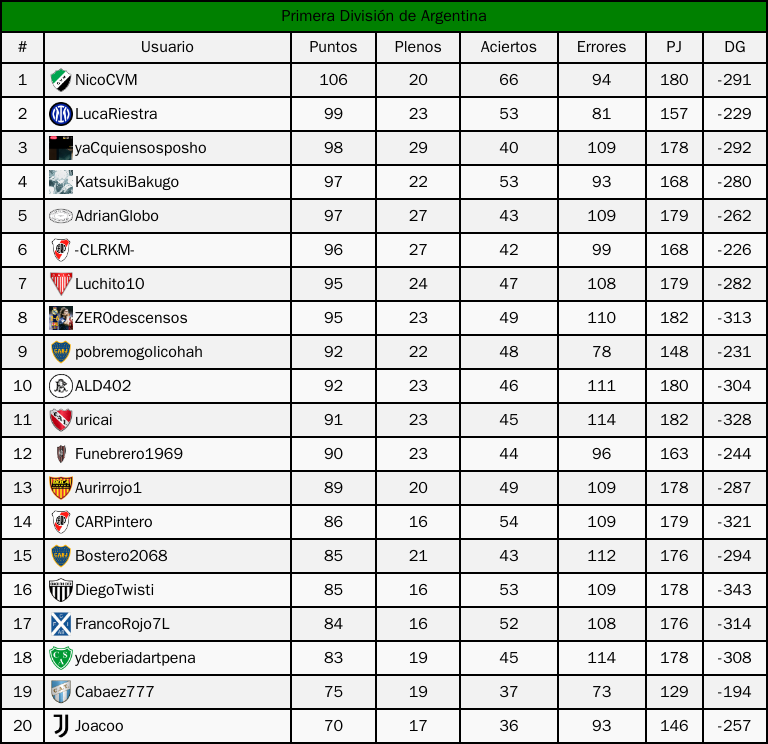 Primera División de Argentina
# Usuario Puntos Plenos Aciertos Errores PJ DG
1 NicoCVM 106 20 66 94 180 -291
2 LucaRiestra 99 23 53 81 157 -229
3 yaCquiensosposho 98 29 40 109 178 -292
4 KatsukiBakugo 97 22 53 93 168 -280
5 AdrianGlobo 97 27 43 109 179 -262
6 -CLRKM- 96 27 42 99 168 -226
7 Luchito10 95 24 47 108 179 -282
8 ZER0descensos 95 23 49 110 182 -313
9 pobremogolicohah 92 22 48 78 148 -231
10 ALD402 92 23 46 111 180 -304
11 uricai 91 23 45 114 182 -328
12 Funebrero1969 90 23 44 96 163 -244
13 Aurirrojo1 89 20 49 109 178 -287
14 CARPintero 86 16 54 109 179 -321
15 Bostero2068 85 21 43 112 176 -294
16 DiegoTwisti 85 16 53 109 178 -343
17 FrancoRojo7L 84 16 52 108 176 -314
18 ydeberiadartpena 83 19 45 114 178 -308
19 Cabaez777 75 19 37 73 129 -194
20 Joacoo 70 17 36 93 146 -257